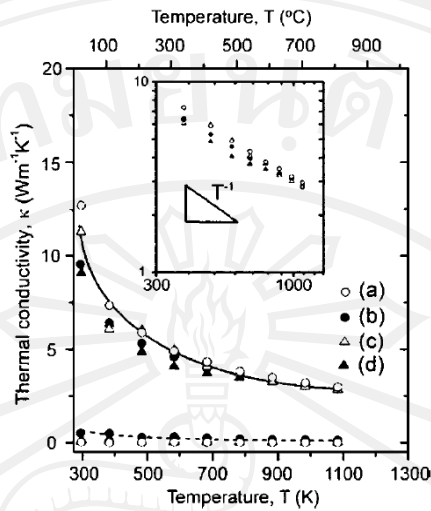 Temperature, T (ºC)
100 300 500 700 900
20
15
10
5
0
Thermal conductivity, κ (Wm⁻¹K⁻¹)
10
1
300 1000
T⁻¹
(a)
(b)
(c)
(d)
300 500 700 900 1100 1300
Temperature, T (K)